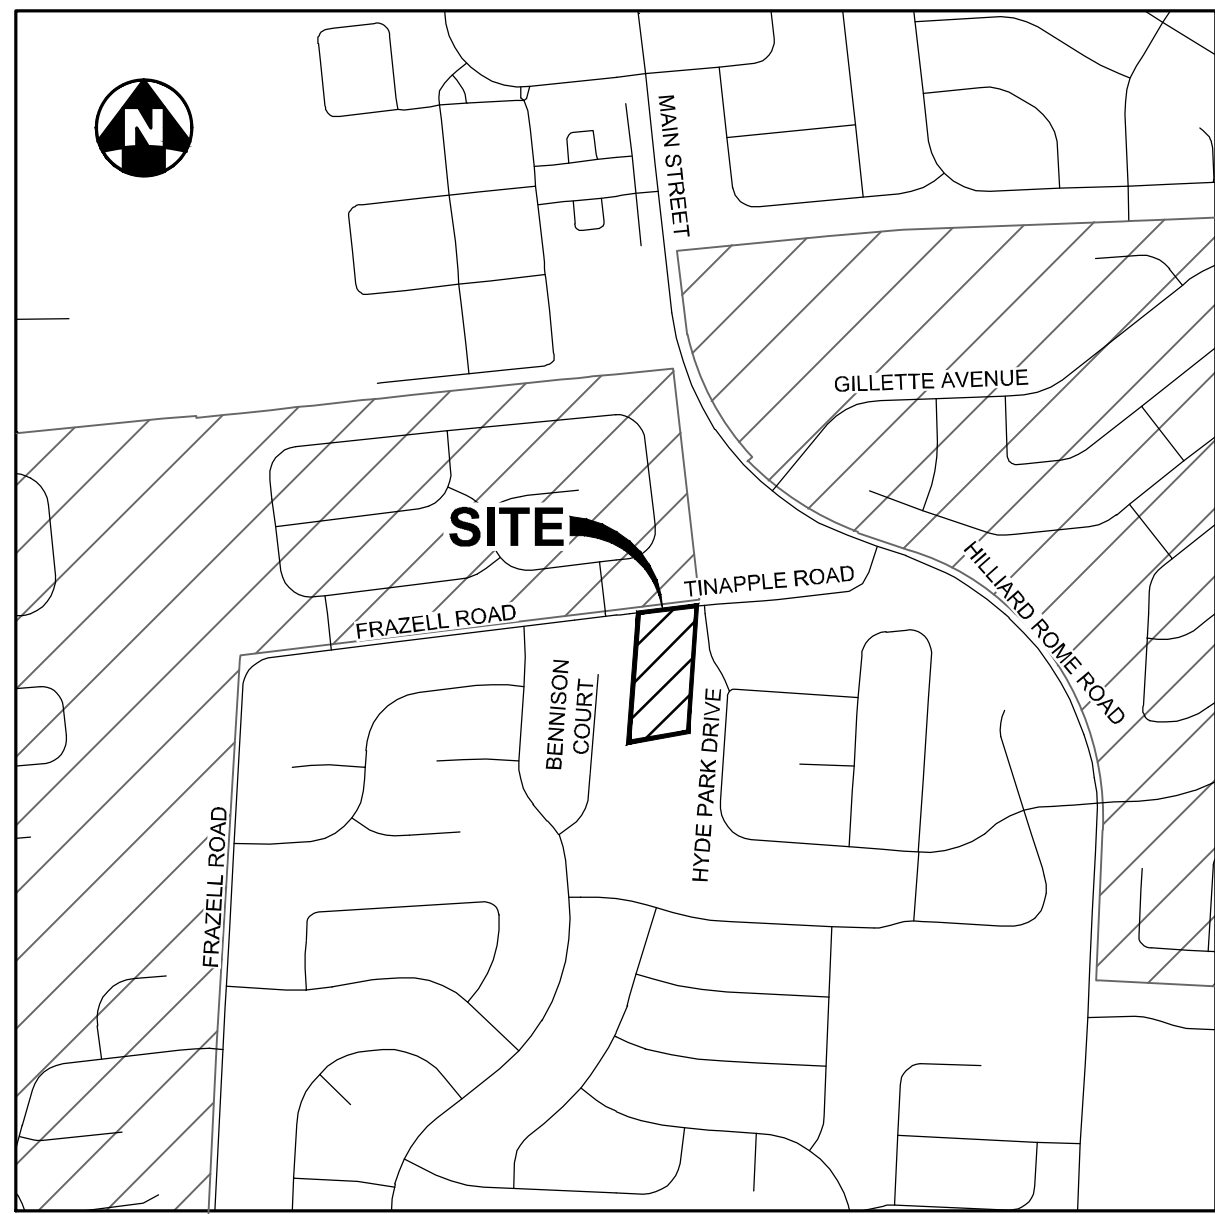 N
MAIN STREET
GILLETTE AVENUE
SITE
TINAPPLE ROAD
HILLIARD ROME ROAD
FRAZELL ROAD
BENNISON
COURT
HYDE PARK DRIVE
FRAZELL ROAD